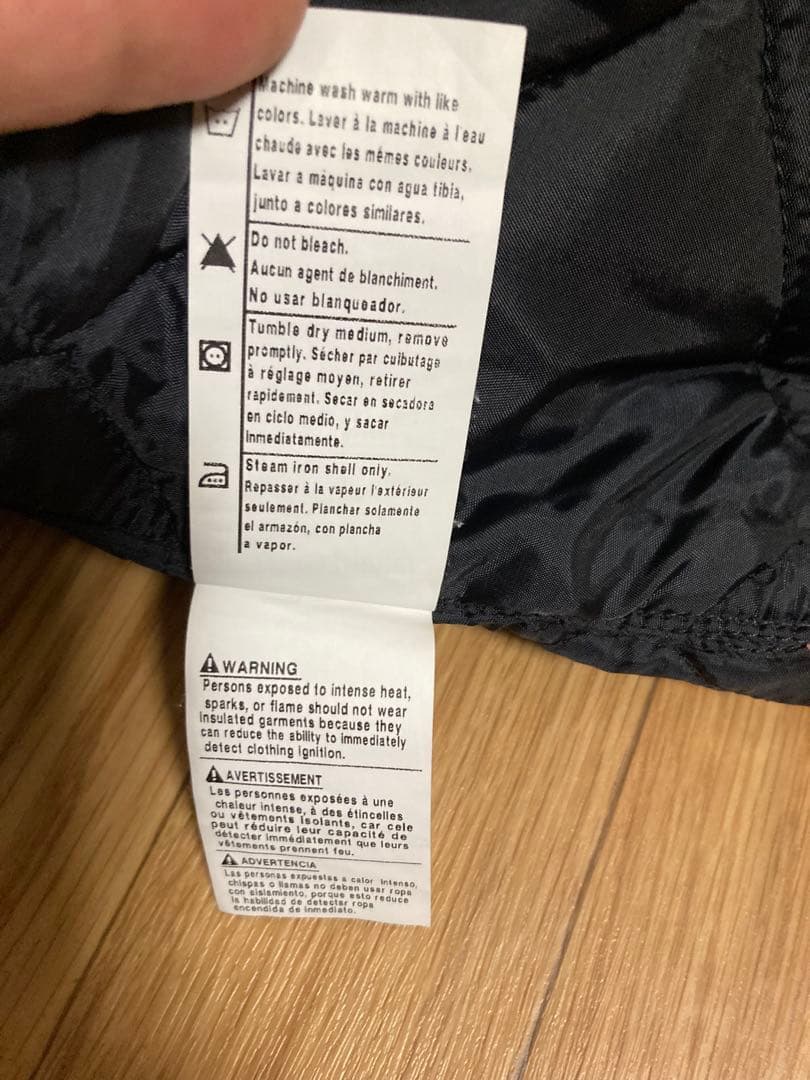 Machine wash warm with like
colors. Laver à la machine à l'eau
chaude avec les mêmes couleurs.
Lavar a màquina con agua tibia,
junto a colores similares.
Do not bleach.
Aucun agent de blanchiment.
No usar blanqueador.
Tumble dry medium, remove
promptly. Sécher par culbutage
à réglage moyen, retirer
rapidement. Secar en secadora
en ciclo medio, y sacar
inmediatamente.
Steam iron shell only.
Repasser à la vapeur l'extérieur
seulement. Planchar solamente
el armazón, con plancha
a vapor.
WARNING
Persons exposed to intense heat,
sparks, or flame should not wear
insulated garments because they
can reduce the ability to immediately
detect clothing ignition.
AVERTISSEMENT
Les personnes exposées à une
chaleur intense, à des étincelles
ou vêtements isolants, car cele
peut réduire leur capacité de
détecter immédiatement que leurs
vêtements prennent feu.
ADVERTENCIA
Las personas expuestas a calor intenso,
chispas o llamas no deben usar ropa
con aislamiento, porque esto reduce
la habilidad de detectar ropa
encendida de inmediato.